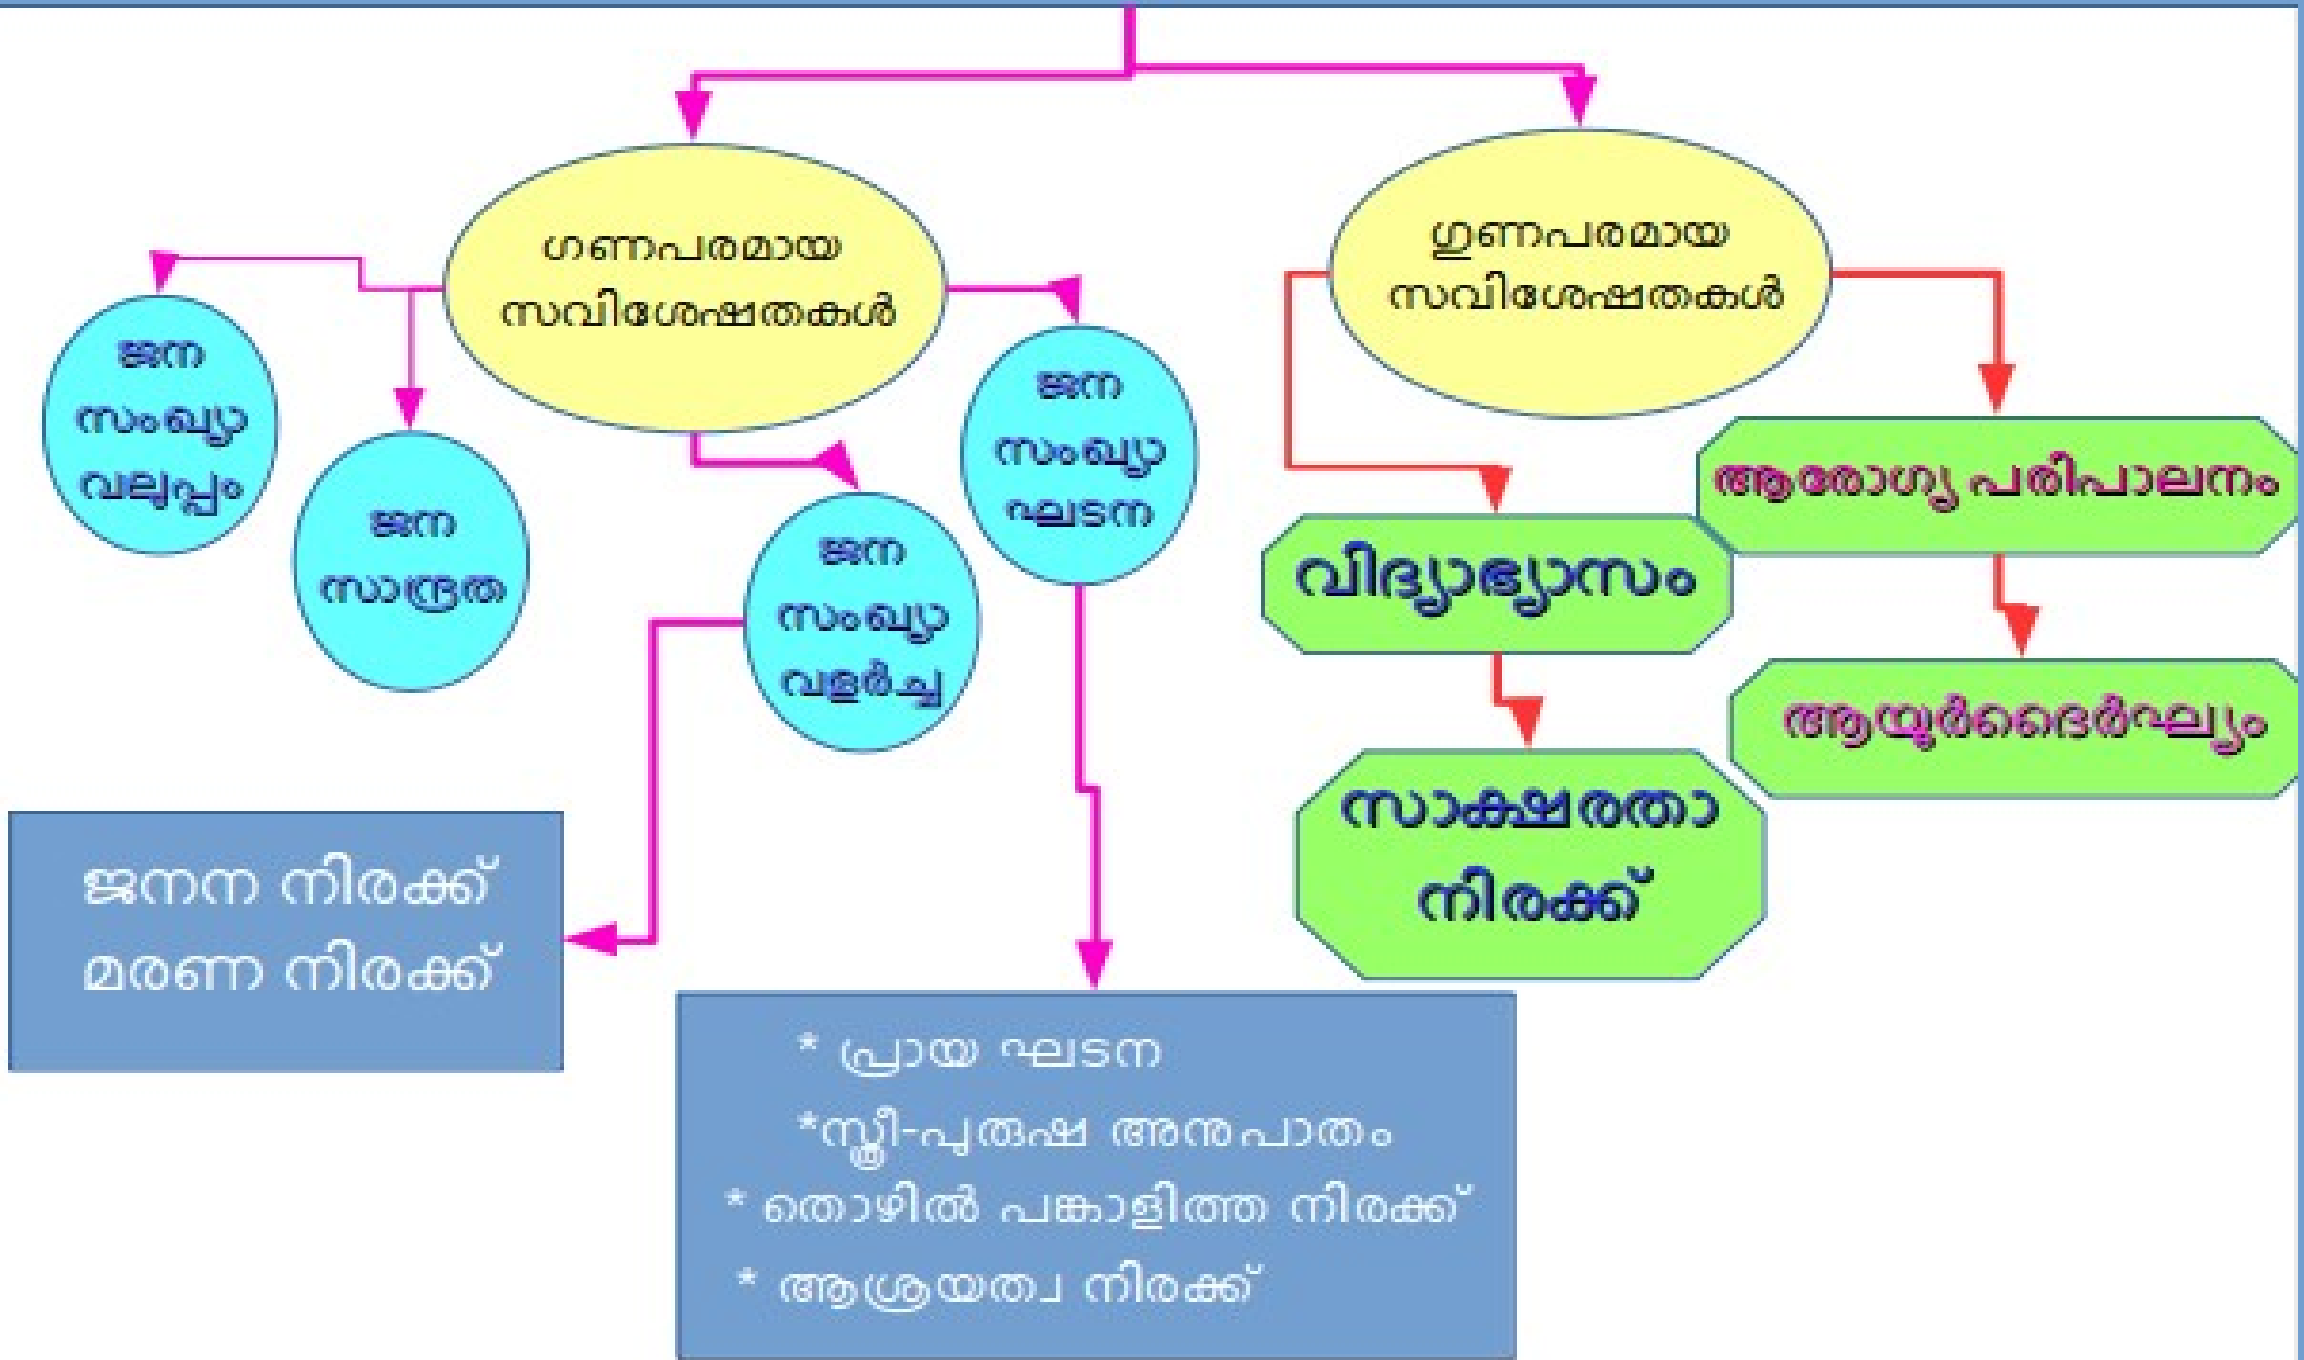 ഗണപരമായ
സവിശേഷതകൾ
ഗുണപരമായ
സവിശേഷതകൾ
ജന
സംഖ്യാ
വലുപ്പം
ജന
സാന്ദ്രത
ജന
സംഖ്യാ
വളർച്ച
ജന
സംഖ്യാ
ഘടന
ആരോഗ്യ പരിപാലനം
വിദ്യാഭ്യാസം
ആയുർദൈർഘ്യം
സാക്ഷരതാ
നിരക്ക്
ജനന നിരക്ക്
മരണ നിരക്ക്
* പ്രായ ഘടന
*സ്ത്രീ-പുരുഷ അനുപാതം
* തൊഴിൽ പങ്കാളിത്ത നിരക്ക്
* ആശ്രയത്വ നിരക്ക്